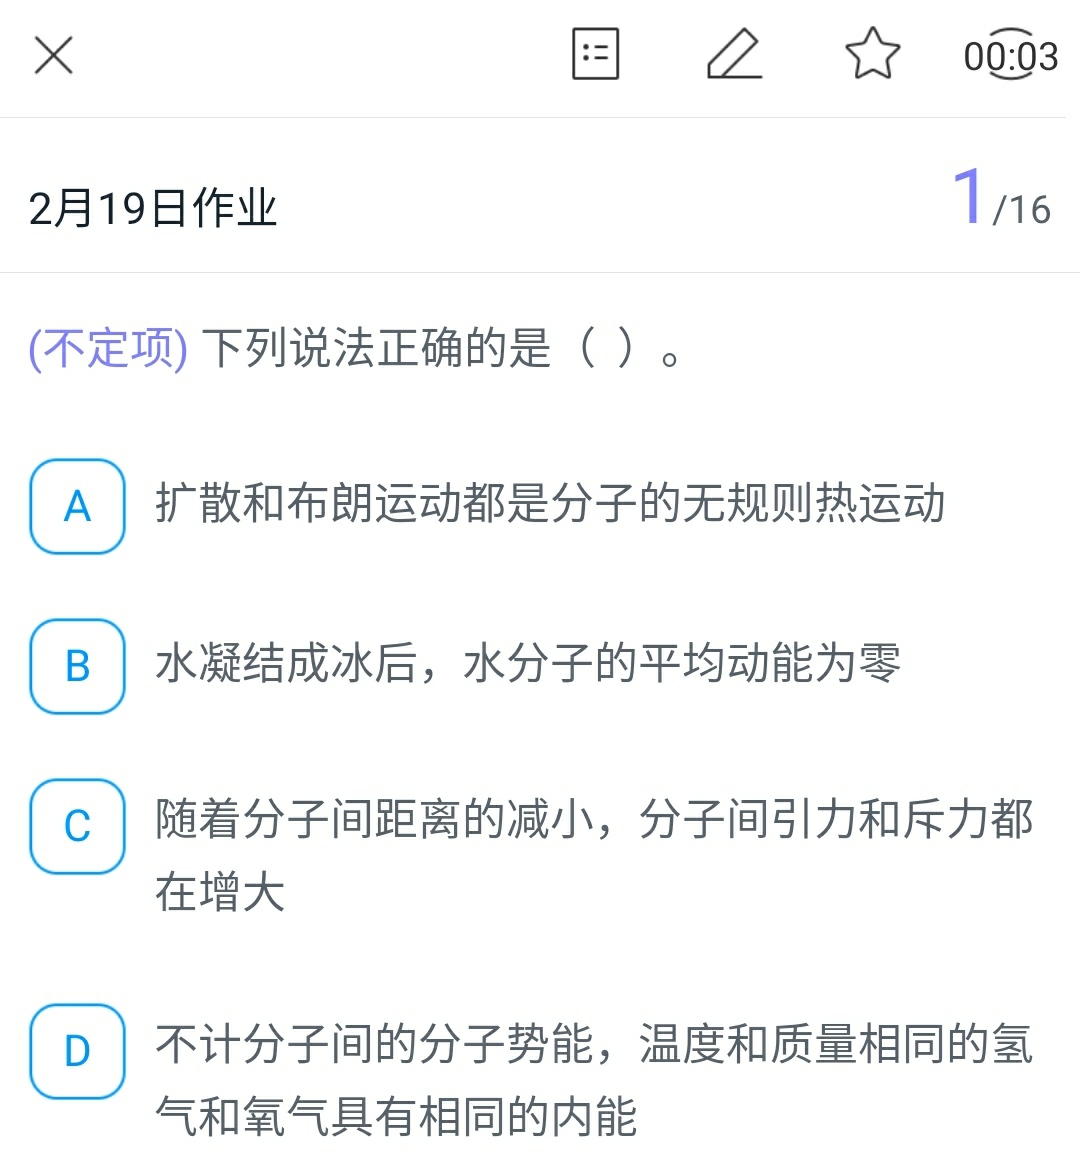 00:03
2月19日作业
1/16
(不定项) 下列说法正确的是（ ）。
A 扩散和布朗运动都是分子的无规则热运动
B 水凝结成冰后，水分子的平均动能为零
C 随着分子间距离的减小，分子间引力和斥力都
在增大
D 不计分子间的分子势能，温度和质量相同的氢
气和氧气具有相同的内能